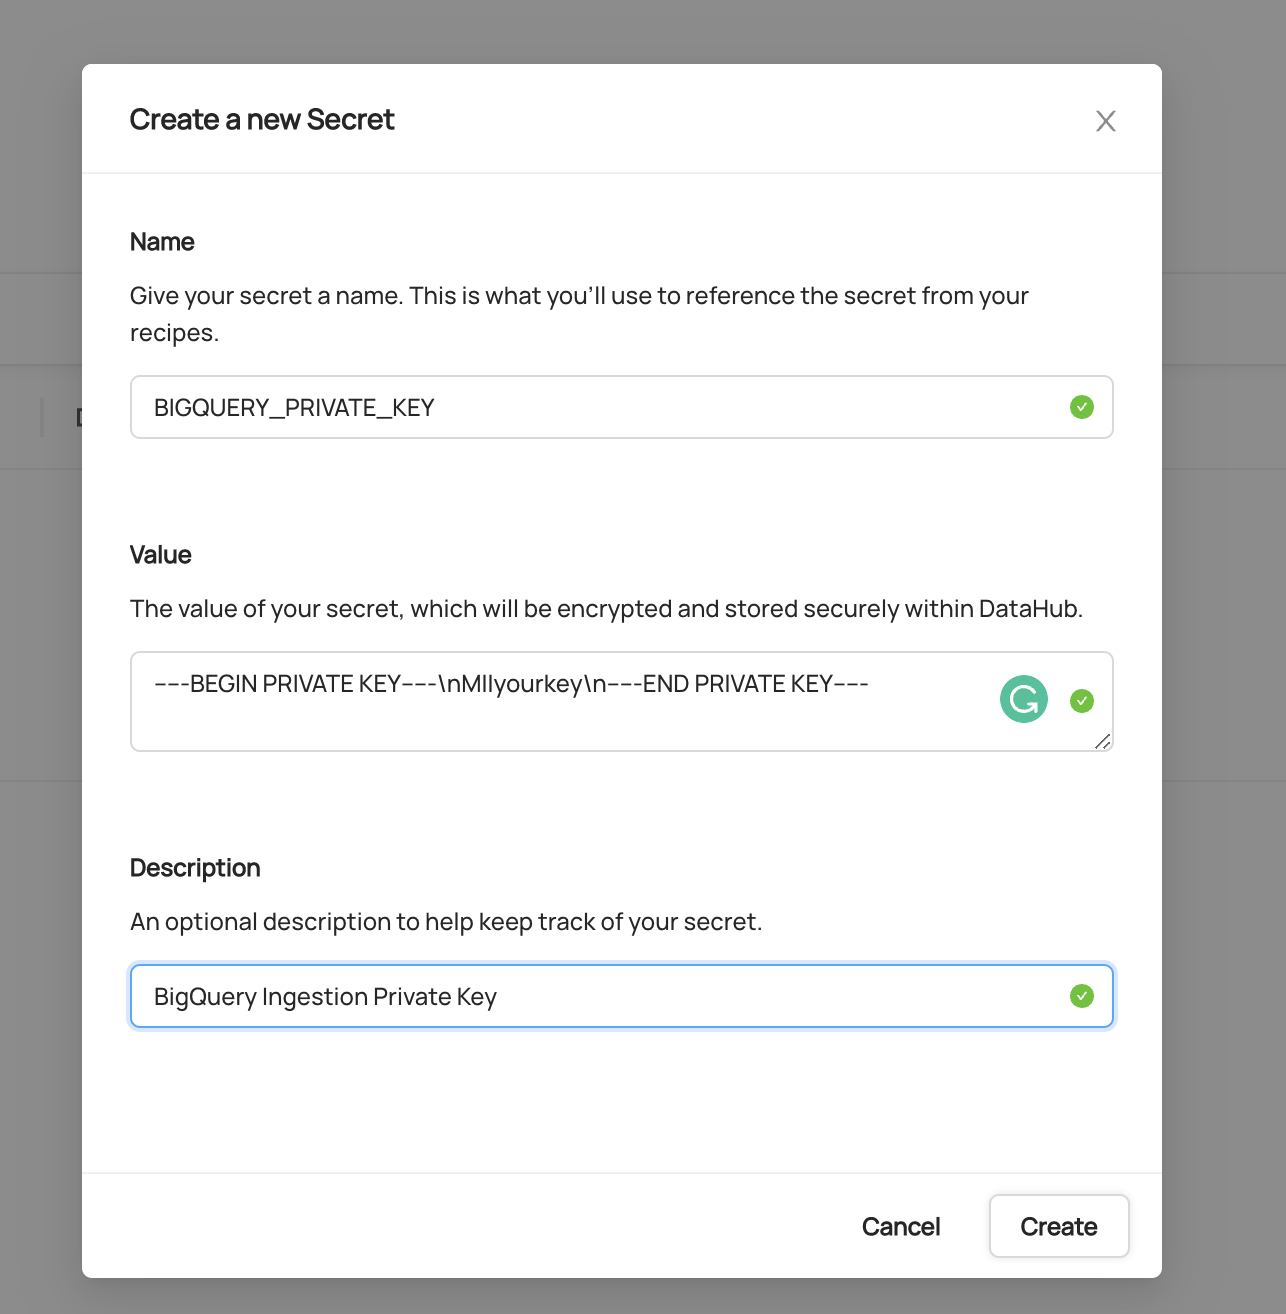 Create a new Secret
Name
Give your secret a name. This is what you'll use to reference the secret from your
recipes.
BIGQUERY_PRIVATE_KEY
Value
The value of your secret, which will be encrypted and stored securely within DataHub.
-----BEGIN PRIVATE KEY-----\nMIIyourkey\n-----END PRIVATE KEY-----
Description
An optional description to help keep track of your secret.
BigQuery Ingestion Private Key
Cancel
Create